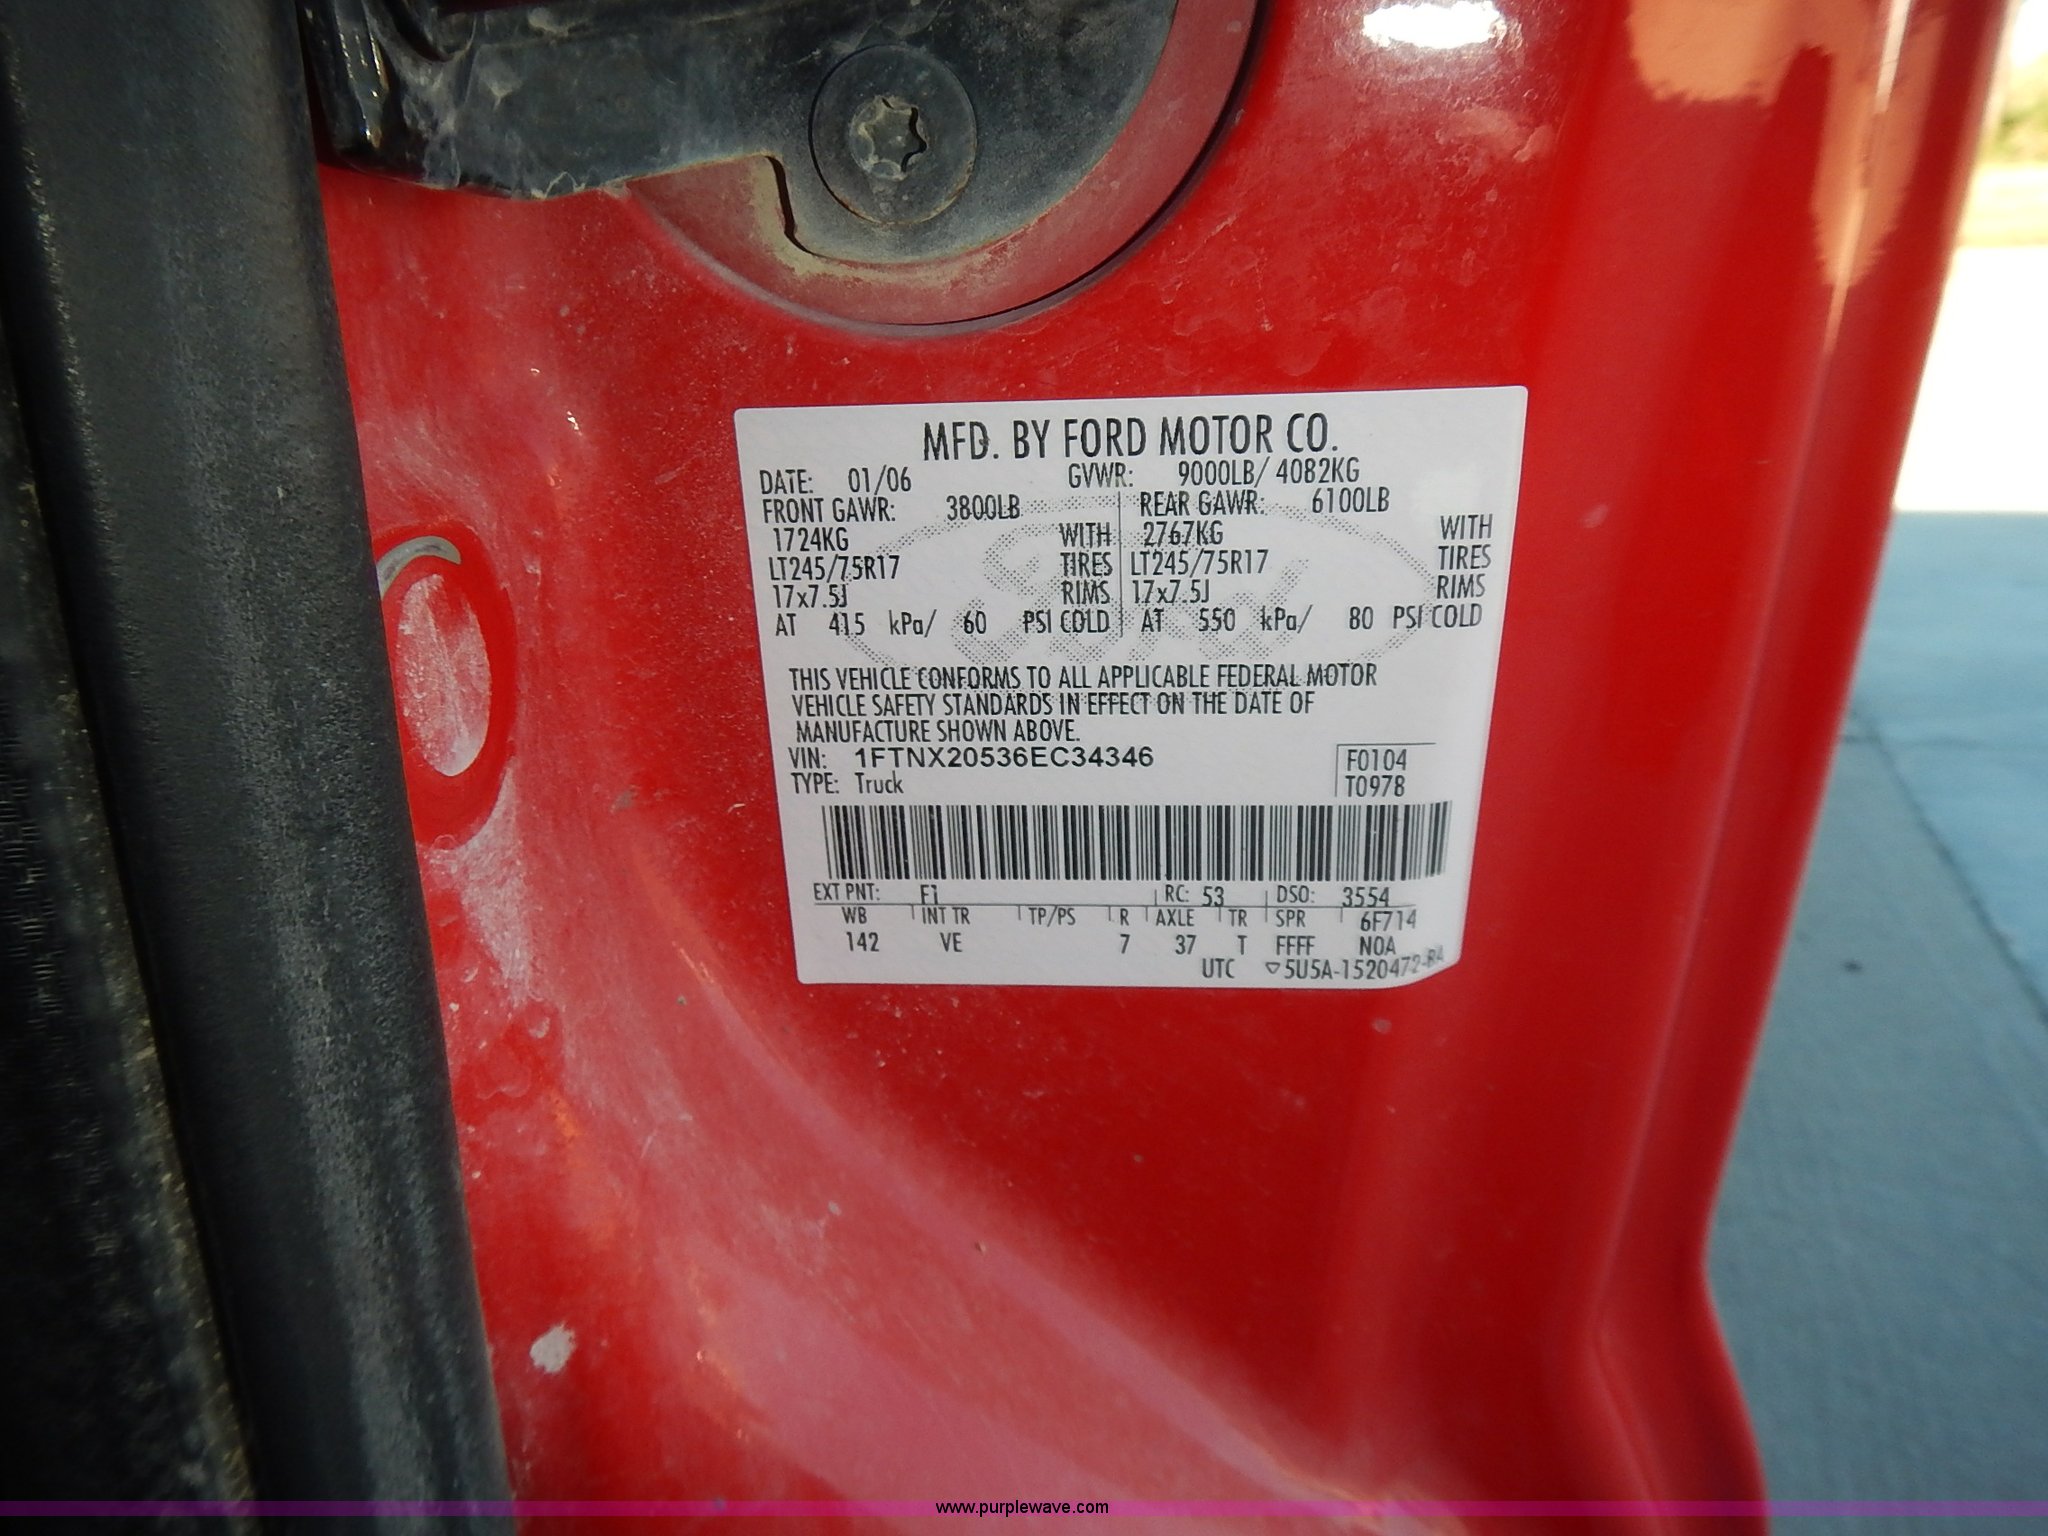 MFD. BY FORD MOTOR CO.
DATE: 01/06 GVWR: 9000LB/ 4082KG
FRONT GAWR: 3800LB REAR GAWR: 6100LB
1724KG WITH 2767KG WITH
LT245/75R17 TIRES LT245/75R17 TIRES
17x7.5J RIMS 17x7.5J RIMS
AT 415 kPa/ 60 PSI COLD AT 550 kPa/ 80 PSI COLD
THIS VEHICLE CONFORMS TO ALL APPLICABLE FEDERAL MOTOR
VEHICLE SAFETY STANDARDS IN EFFECT ON THE DATE OF
MANUFACTURE SHOWN ABOVE.
VIN: 1FTNX20536EC34346 F0104
TYPE: Truck T0978
EXT PNT: F1 RC: 53 DSO: 3554
WB INT TR TP/PS R AXLE TR SPR 6F714
142 VE 7 37 T FFFF N0A
UTC ▽5U5A-1520472-BA
www.purplewave.com